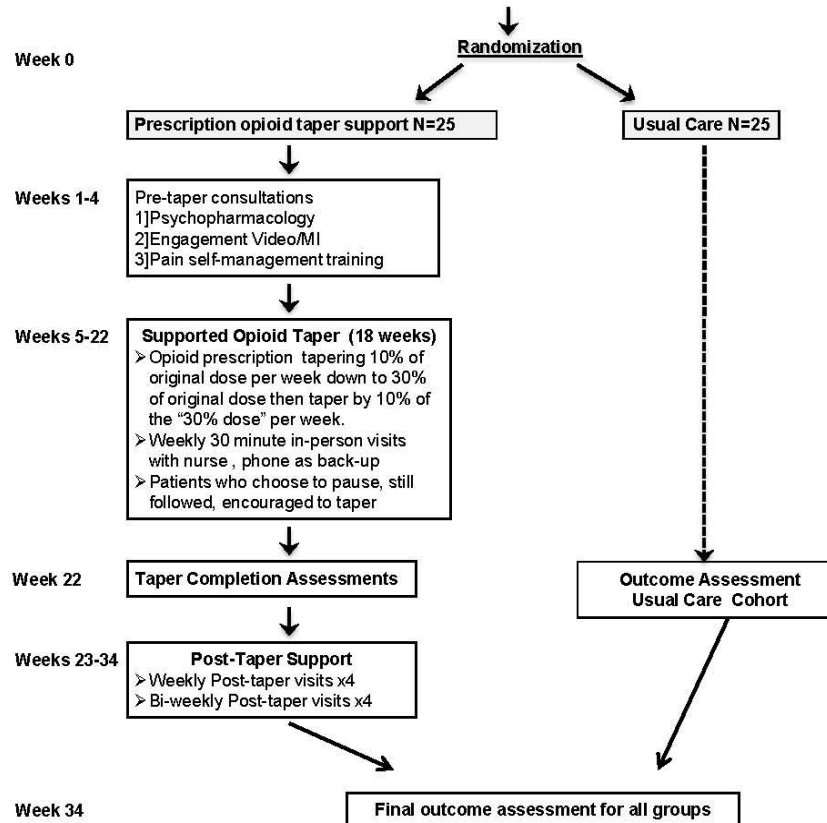 Randomization
Week 0
Prescription opioid taper support N=25
Usual Care N=25
Weeks 1-4
Pre-taper consultations
1]Psychopharmacology
2]Engagement Video/MI
3]Pain self-management training
Weeks 5-22
Supported Opioid Taper (18 weeks)
➢Opioid prescription tapering 10% of
original dose per week down to 30%
of original dose then taper by 10% of
the “30% dose” per week.
➢Weekly 30 minute in-person visits
with nurse , phone as back-up
➢Patients who choose to pause, still
followed, encouraged to taper
Week 22
Taper Completion Assessments
Outcome Assessment
Usual Care Cohort
Weeks 23-34
Post-Taper Support
➢Weekly Post-taper visits x4
➢Bi-weekly Post-taper visits x4
Week 34
Final outcome assessment for all groups